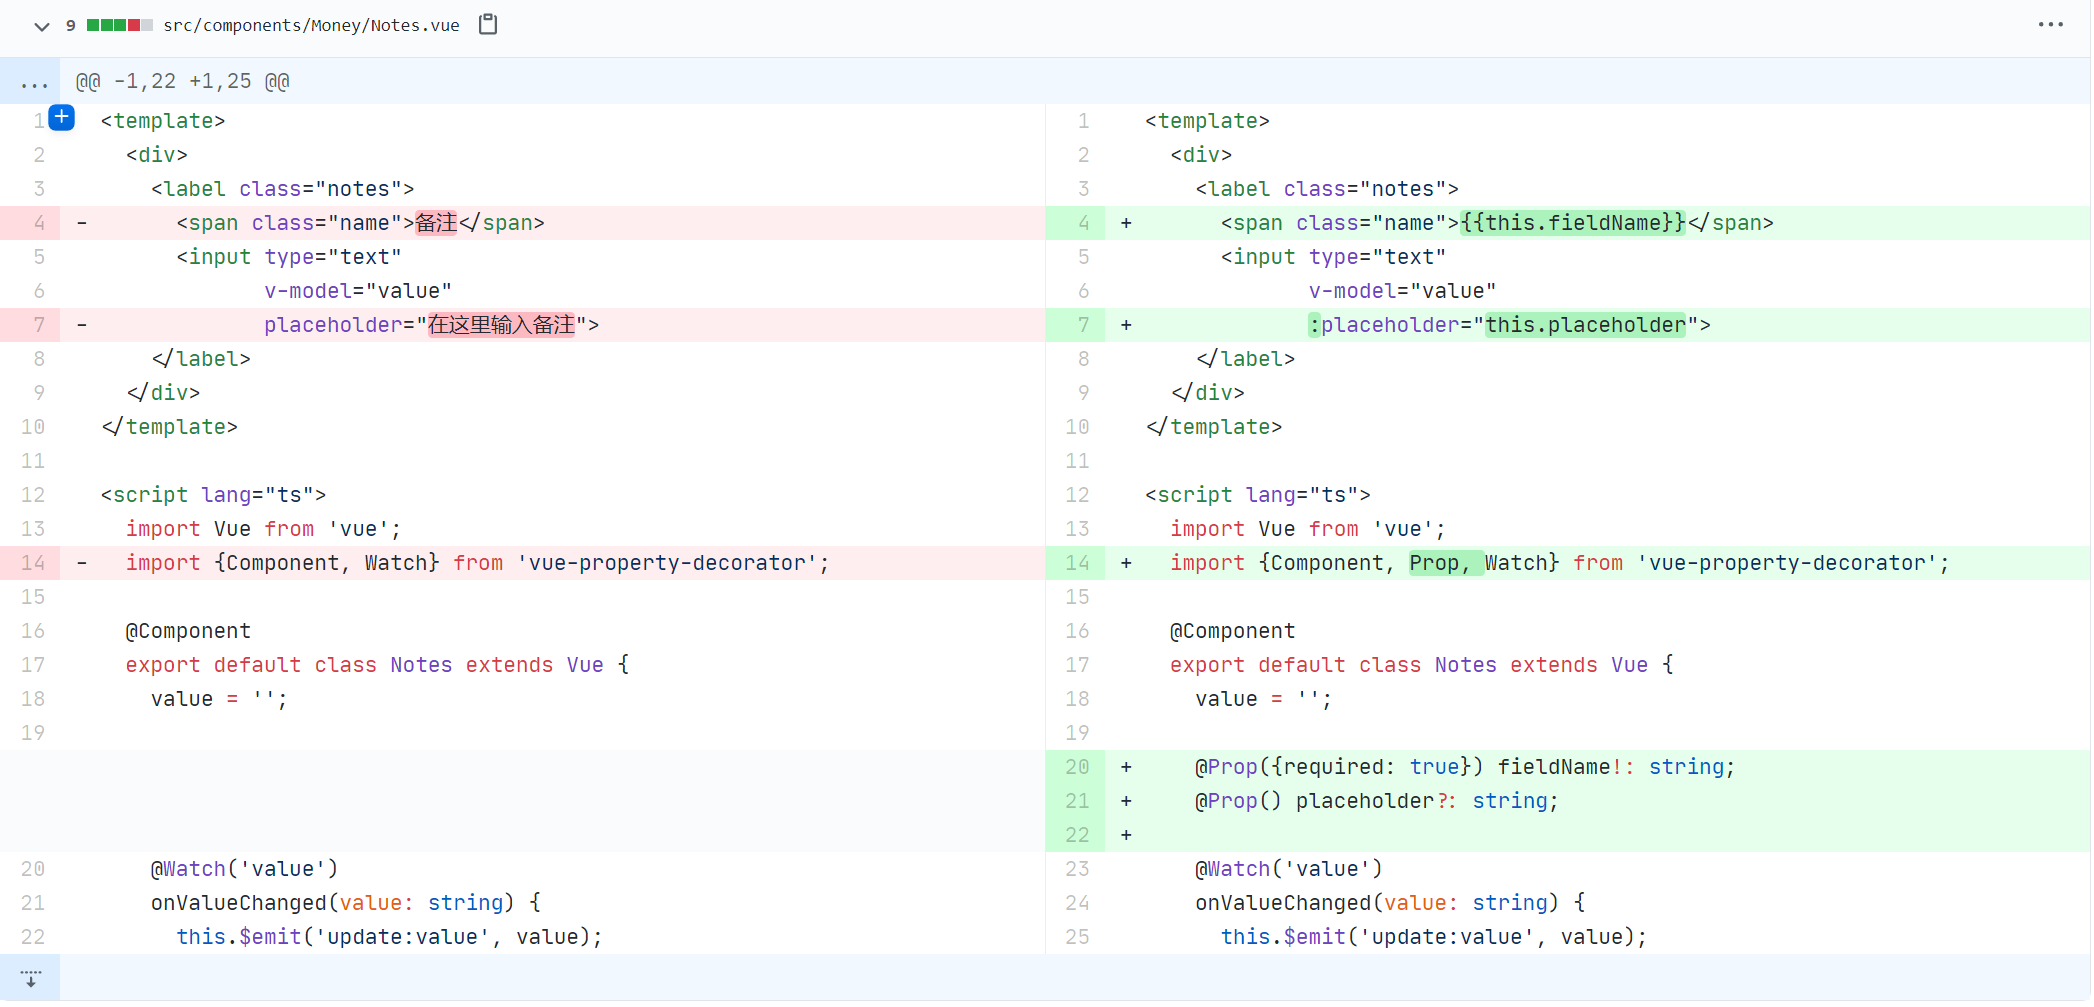 9 src/components/Money/Notes.vue
... @@ -1,22 +1,25 @@
1 <template>
2   <div>
3     <label class="notes">
4 -       <span class="name">备注</span>
5       <input type="text"
6              v-model="value"
7 -              placeholder="在这里输入备注">
8     </label>
9   </div>
10 </template>
11
12 <script lang="ts">
13   import Vue from 'vue';
14 -   import {Component, Watch} from 'vue-property-decorator';
15
16   @Component
17   export default class Notes extends Vue {
18     value = '';
19
20     @Watch('value')
21     onValueChanged(value: string) {
22       this.$emit('update:value', value);
1 <template>
2   <div>
3     <label class="notes">
4 +       <span class="name">{{this.fieldName}}</span>
5       <input type="text"
6              v-model="value"
7 +              :placeholder="this.placeholder">
8     </label>
9   </div>
10 </template>
11
12 <script lang="ts">
13   import Vue from 'vue';
14 +   import {Component, Prop, Watch} from 'vue-property-decorator';
15
16   @Component
17   export default class Notes extends Vue {
18     value = '';
19
20 +     @Prop({required: true}) fieldName!: string;
21 +     @Prop() placeholder?: string;
22 +
23     @Watch('value')
24     onValueChanged(value: string) {
25       this.$emit('update:value', value);